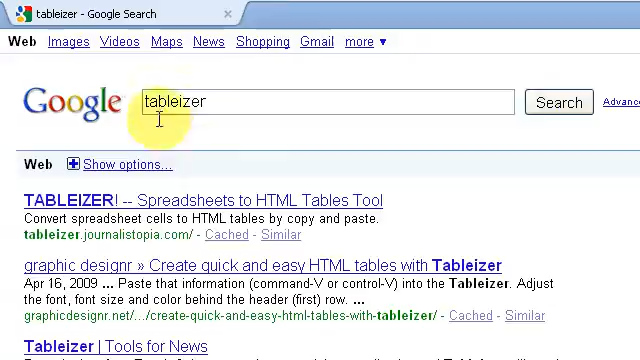 tableizer - Google Search
Web Images Videos Maps News Shopping Gmail more ▼
Google tableizer Search
Web Show options...
TABLEIZER! -- Spreadsheets to HTML Tables Tool
Convert spreadsheet cells to HTML tables by copy and paste.
tableizer.journalistopia.com/ - Cached - Similar
graphic designr » Create quick and easy HTML tables with Tableizer
Apr 16, 2009 ... Paste that information (command-V or control-V) into the Tableizer. Adjust
the font, font size and color behind the header (first) row. ...
graphicdesignr.net/.../create-quick-and-easy-html-tables-with-tableizer/ - Cached - Similar
Tableizer | Tools for News